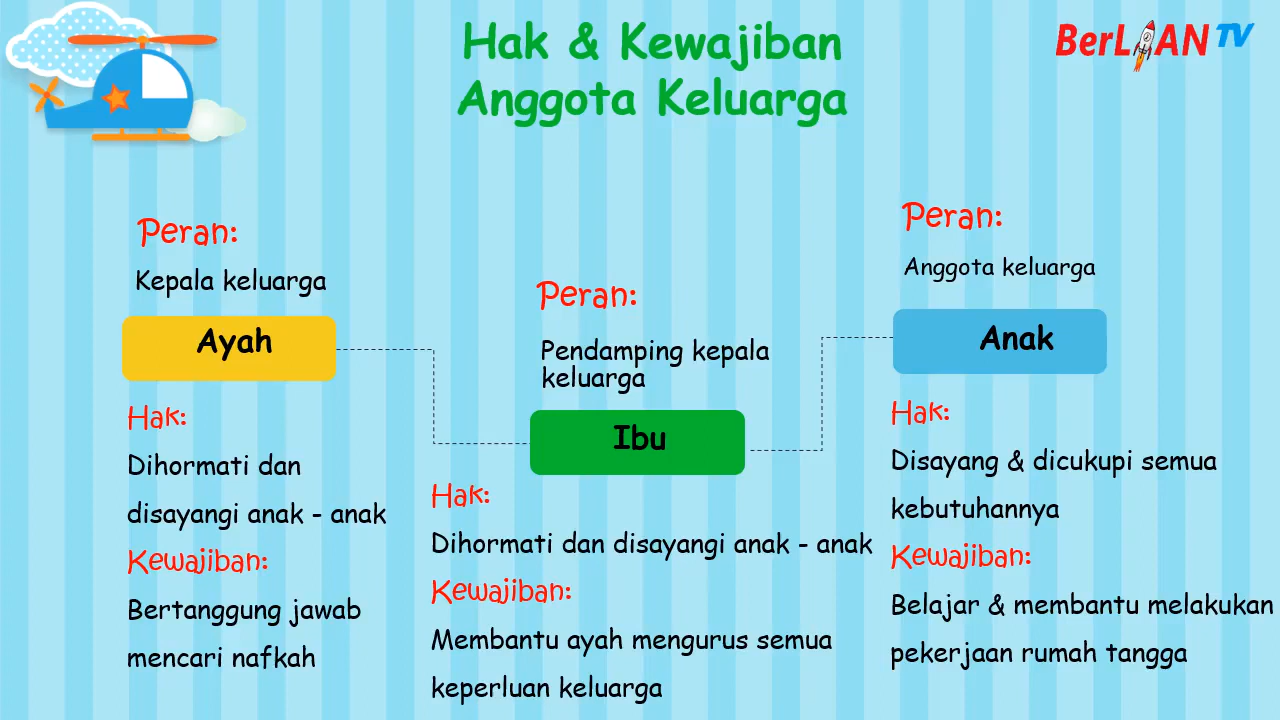 Hak & Kewajiban
Anggota Keluarga
BerLIAN TV
Peran:
Kepala keluarga
Ayah
Hak:
Dihormati dan
disayangi anak - anak
Kewajiban:
Bertanggung jawab
mencari nafkah
Peran:
Pendamping kepala
keluarga
Ibu
Hak:
Dihormati dan disayangi anak - anak
Kewajiban:
Membantu ayah mengurus semua
keperluan keluarga
Peran:
Anggota keluarga
Anak
Hak:
Disayang & dicukupi semua
kebutuhannya
Kewajiban:
Belajar & membantu melakukan
pekerjaan rumah tangga